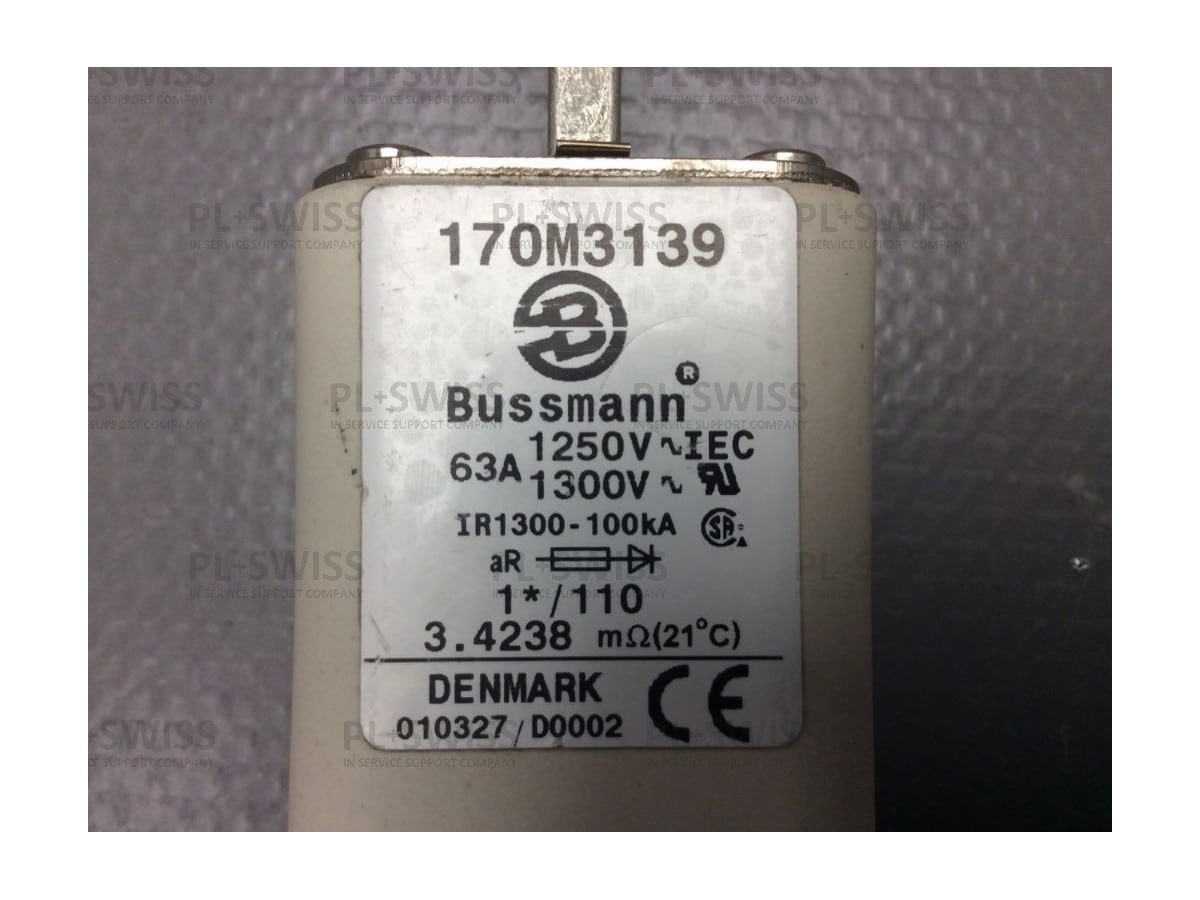 170M3139
B
Bussmann®
1250V~IEC
63A
1300V~
IR1300-100kA
aR
1*/110
3.4238 mΩ(21°C)
DENMARK
010327/D0002 CE
PL+SWISS
IN SERVICE SUPPORT COMPANY